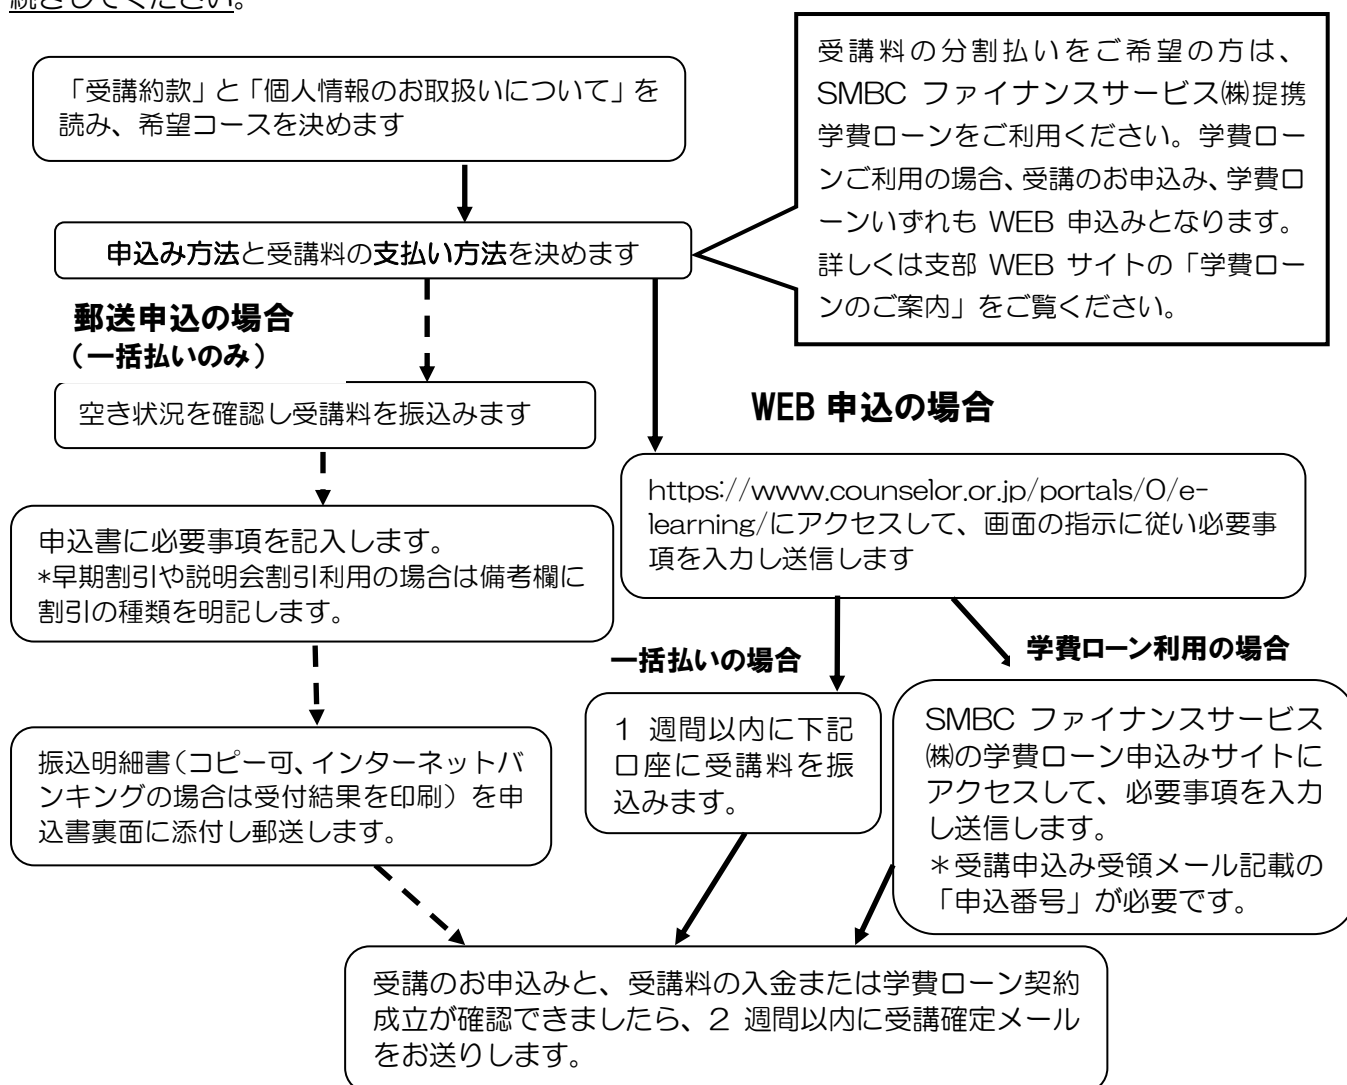 続きしてください。
「受講約款」と「個人情報のお取扱いについて」を
読み、希望コースを決めます
受講料の分割払いをご希望の方は、
SMBC ファイナンスサービス㈱提携
学費ローンをご利用ください。学費ロー
ンご利用の場合、受講のお申込み、学費ロ
ーンいずれも WEB 申込みとなります。
詳しくは支部 WEB サイトの「学費ロー
ンのご案内」をご覧ください。
申込み方法と受講料の支払い方法を決めます
郵送申込の場合
（一括払いのみ）
空き状況を確認し受講料を振込みます
申込書に必要事項を記入します。
*早期割引や説明会割引利用の場合は備考欄に
割引の種類を明記します。
振込明細書（コピー可、インターネットバ
ンキングの場合は受付結果を印刷）を申
込書裏面に添付し郵送します。
WEB 申込の場合
https://www.counselor.or.jp/portals/0/e-
learning/にアクセスして、画面の指示に従い必要事
項を入力し送信します
一括払いの場合
1 週間以内に下記
口座に受講料を振
込みます。
学費ローン利用の場合
SMBC ファイナンスサービス
㈱の学費ローン申込みサイトに
アクセスして、必要事項を入力
し送信します。
＊受講申込み受領メール記載の
「申込番号」が必要です。
受講のお申込みと、受講料の入金または学費ローン契約
成立が確認できましたら、2 週間以内に受講確定メール
をお送りします。